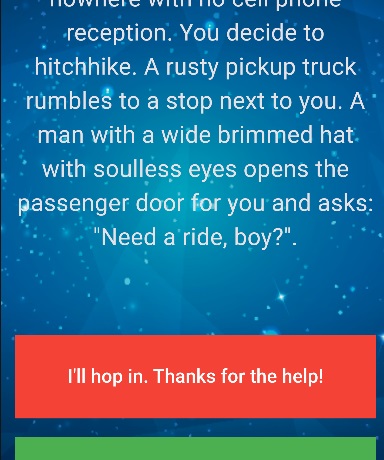 nowhere with no cell phone
reception. You decide to
hitchhike. A rusty pickup truck
rumbles to a stop next to you. A
man with a wide brimmed hat
with soulless eyes opens the
passenger door for you and asks:
"Need a ride, boy?".
I'll hop in. Thanks for the help!